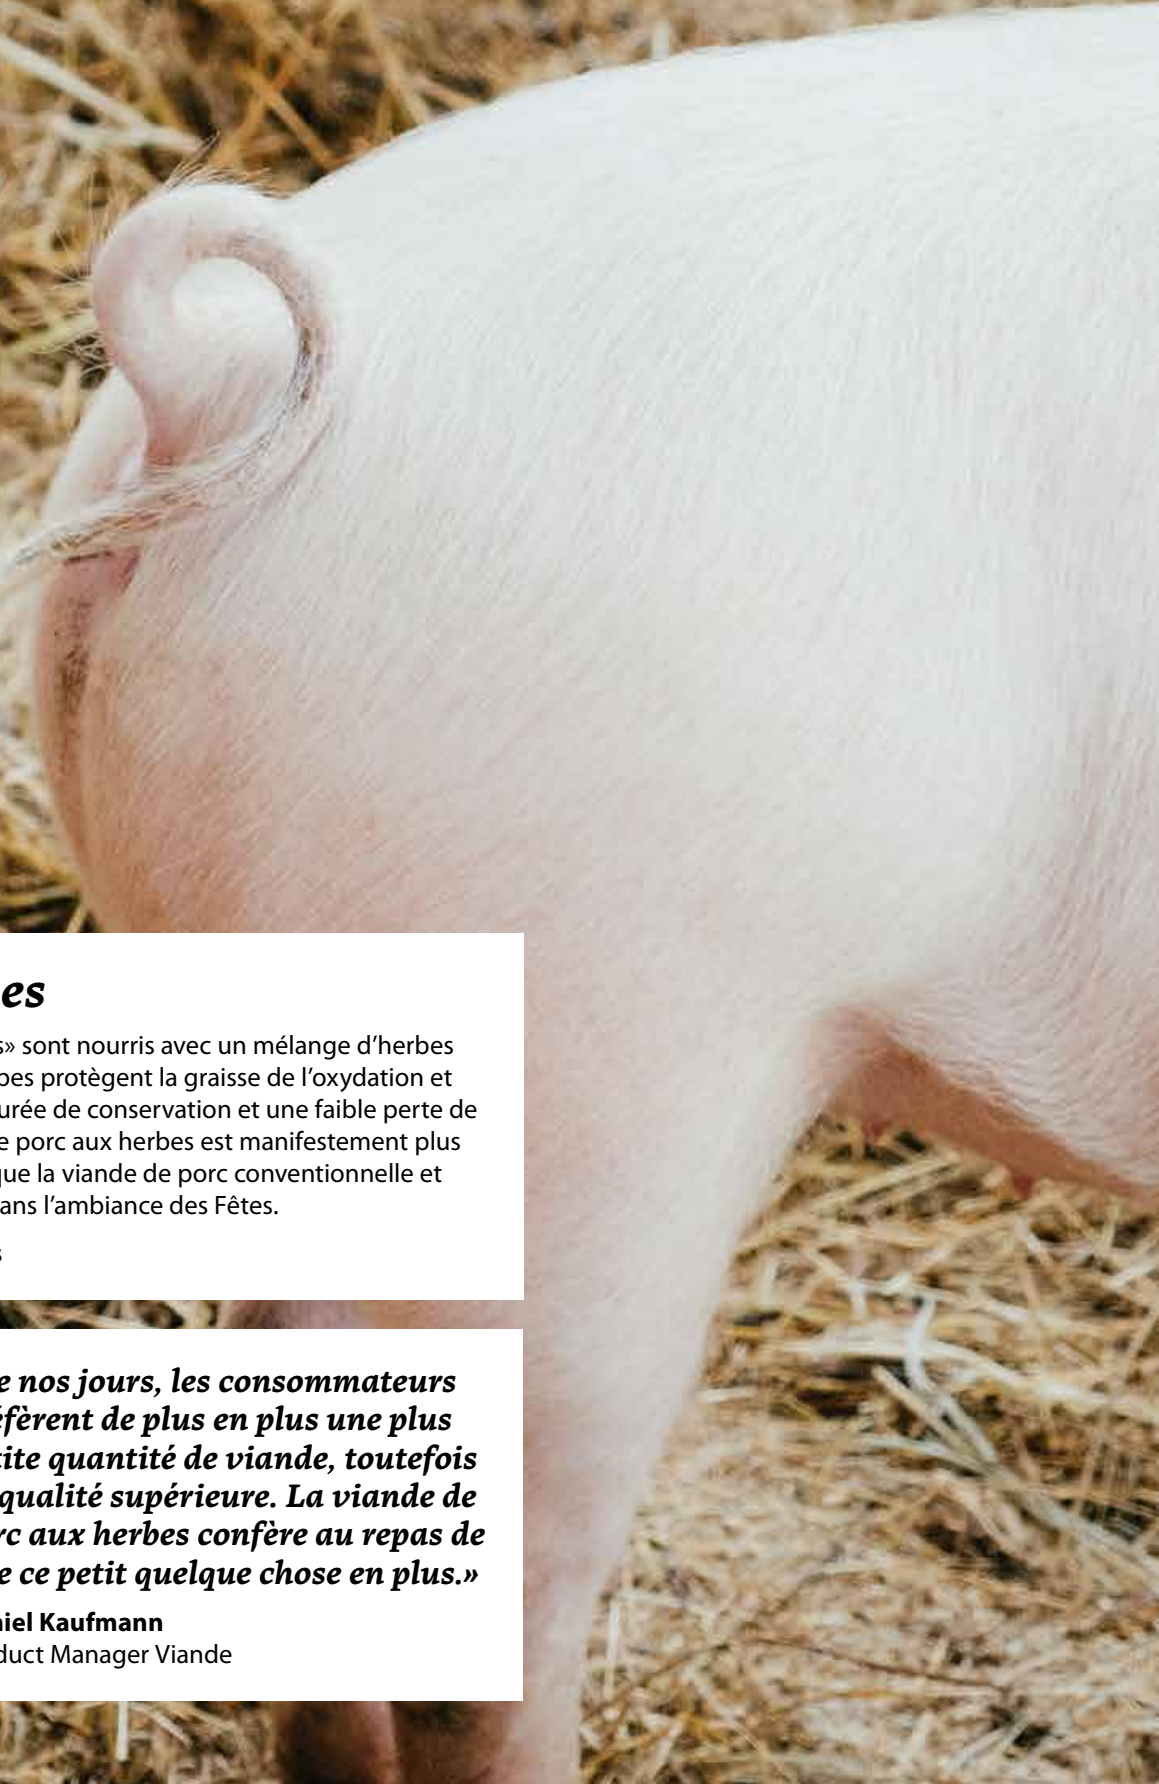 es
s» sont nourris avec un mélange d'herbes
bes protègent la graisse de l'oxydation et
urée de conservation et une faible perte de
e porc aux herbes est manifestement plus
que la viande de porc conventionnelle et
ans l'ambiance des Fêtes.
s
e nos jours, les consommateurs
éfèrent de plus en plus une plus
tite quantité de viande, toutefois
qualité supérieure. La viande de
rc aux herbes confère au repas de
e ce petit quelque chose en plus.»
niel Kaufmann
duct Manager Viande